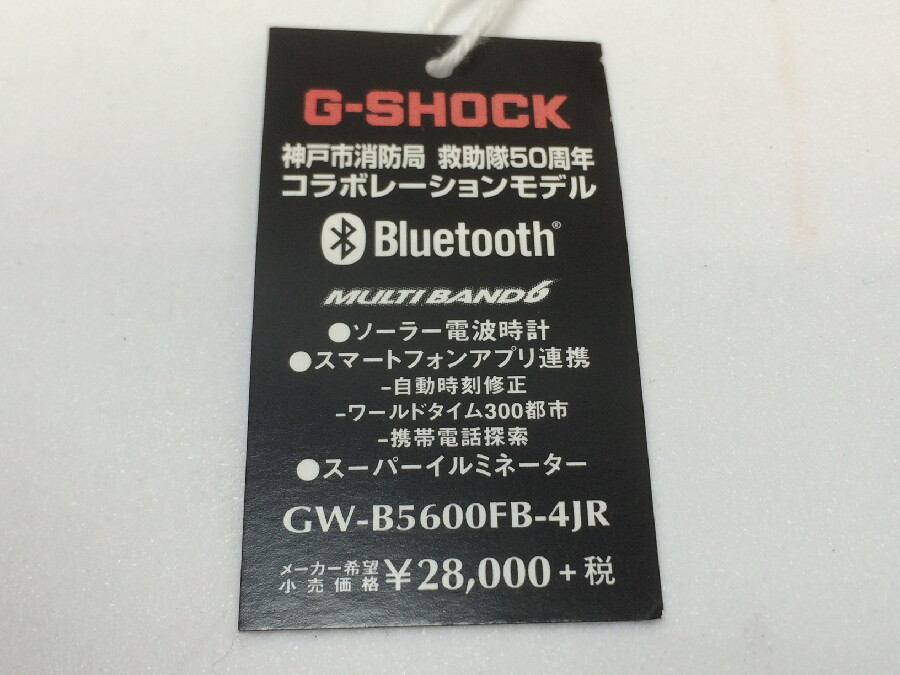 G-SHOCK
神戸市消防局 救助隊50周年
コラボレーションモデル
Bluetooth®
MULTI BAND 6
●ソーラー電波時計
●スマートフォンアプリ連携
-自動時刻修正
-ワールドタイム300都市
-携帯電話探索
●スーパーイルミネーター
GW-B5600FB-4JR
メーカー希望
小売価格 ¥28,000+税